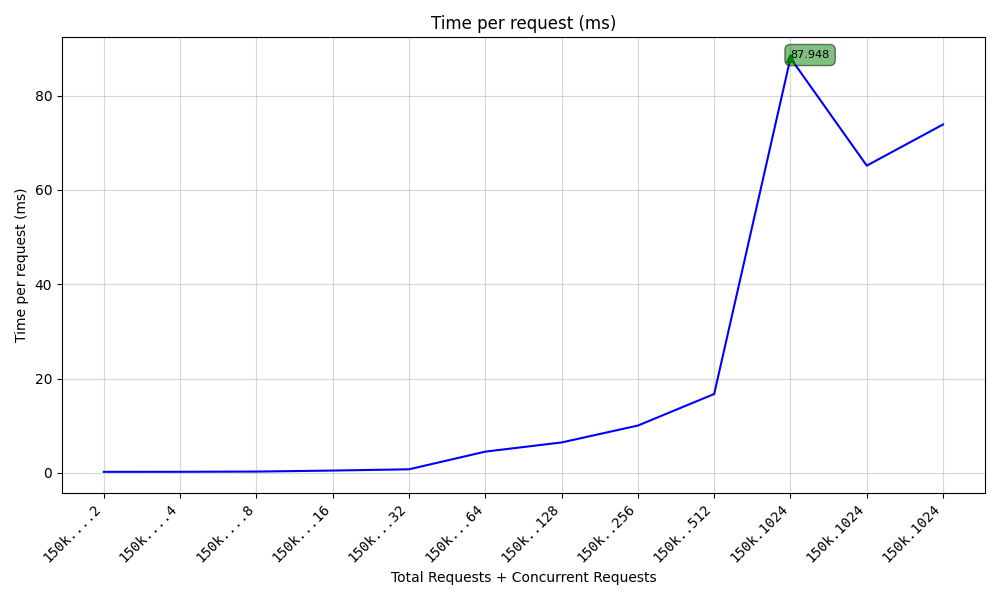 Time per request (ms)
87.948
Time per request (ms)
80
60
40
20
0
150k....2
150k....4
150k....8
150k...16
150k...32
150k...64
150k..128
150k..256
150k..512
150k.1024
150k.1024
150k.1024
Total Requests + Concurrent Requests